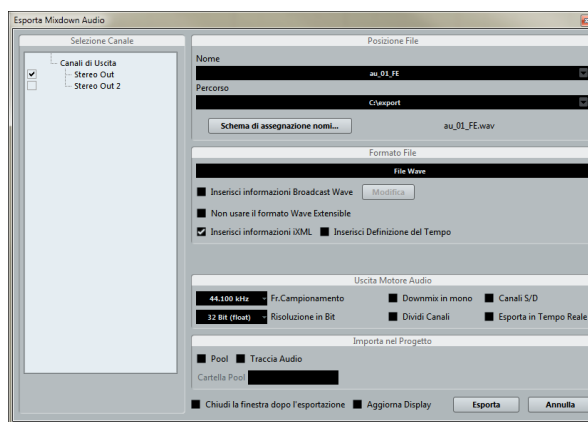 Esporta Mixdown Audio
Selezione Canale
Canali di Uscita
Stereo Out
Stereo Out 2
Posizione File
Nome
au_01_FE
Percorso
C:\export
Schema di assegnazione nomi...
au_01_FE.wav
Formato File
File Wave
Inserisci informazioni Broadcast Wave
Modifica
Non usare il formato Wave Extensible
Inserisci informazioni iXML
Inserisci Definizione del Tempo
Uscita Motore Audio
44.100 kHz
Fr.Campionamento
Downmix in mono
Canali S/D
32 Bit (float)
Risoluzione in Bit
Dividi Canali
Esporta in Tempo Reale
Importa nel Progetto
Pool
Traccia Audio
Cartella Pool
Chiudi la finestra dopo l'esportazione
Aggiorna Display
Esporta
Annulla